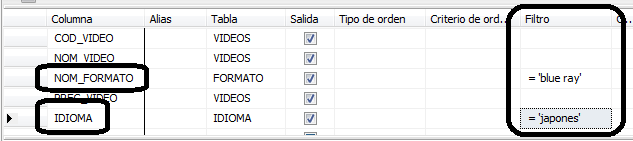 Columna Alias Tabla Salida Tipo de orden Criterio de ord... Filtro
COD_VIDEO VIDEOS
NOM_VIDEO VIDEOS
NOM_FORMATO FORMATO = 'blue ray'
PREC_VIDEO VIDEOS
IDIOMA IDIOMA = 'japones'